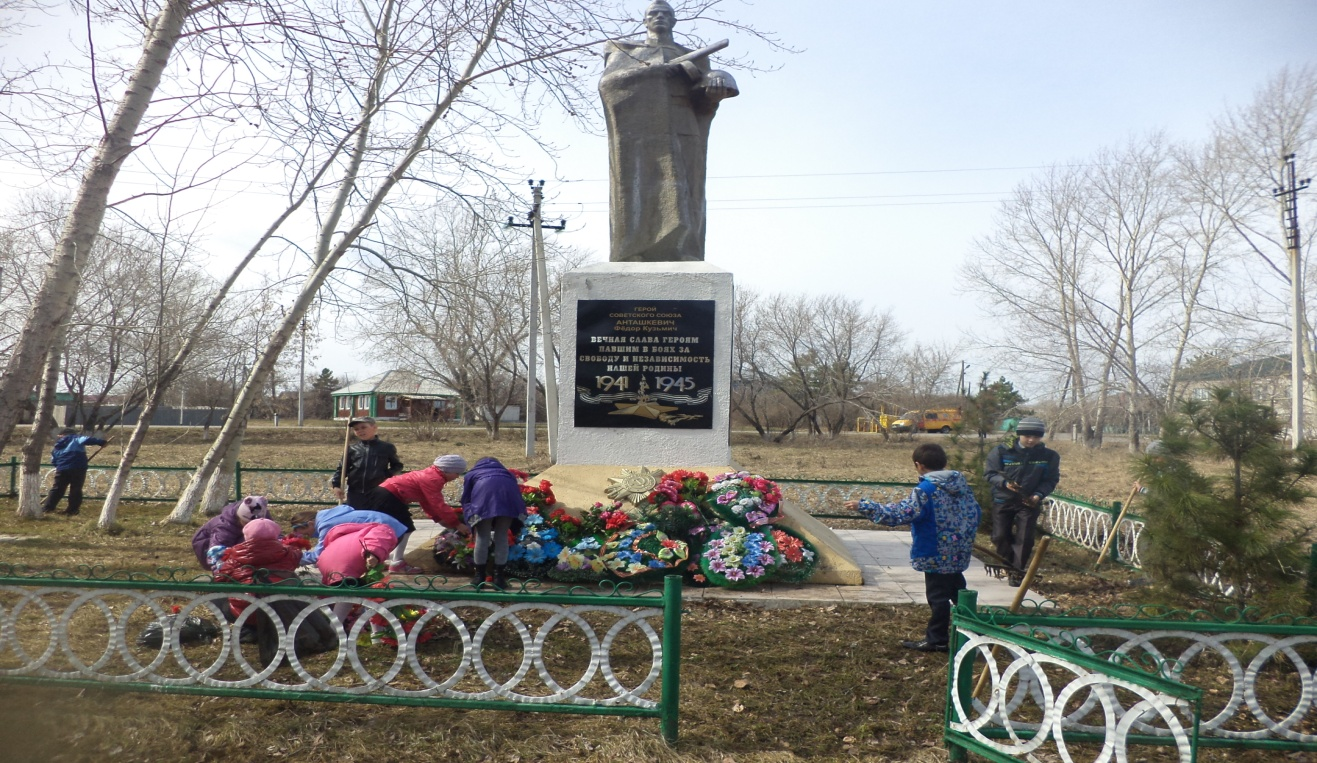 ГЕРОЙ
СОВЕТСКОГО СОЮЗА
АНТАШКЕВИЧ
Фёдор Кузьмич
ВЕЧНАЯ СЛАВА ГЕРОЯМ
ПАВШИМ В БОЯХ ЗА
СВОБОДУ И НЕЗАВИСИМОСТЬ
НАШЕЙ РОДИНЫ
1941 1945